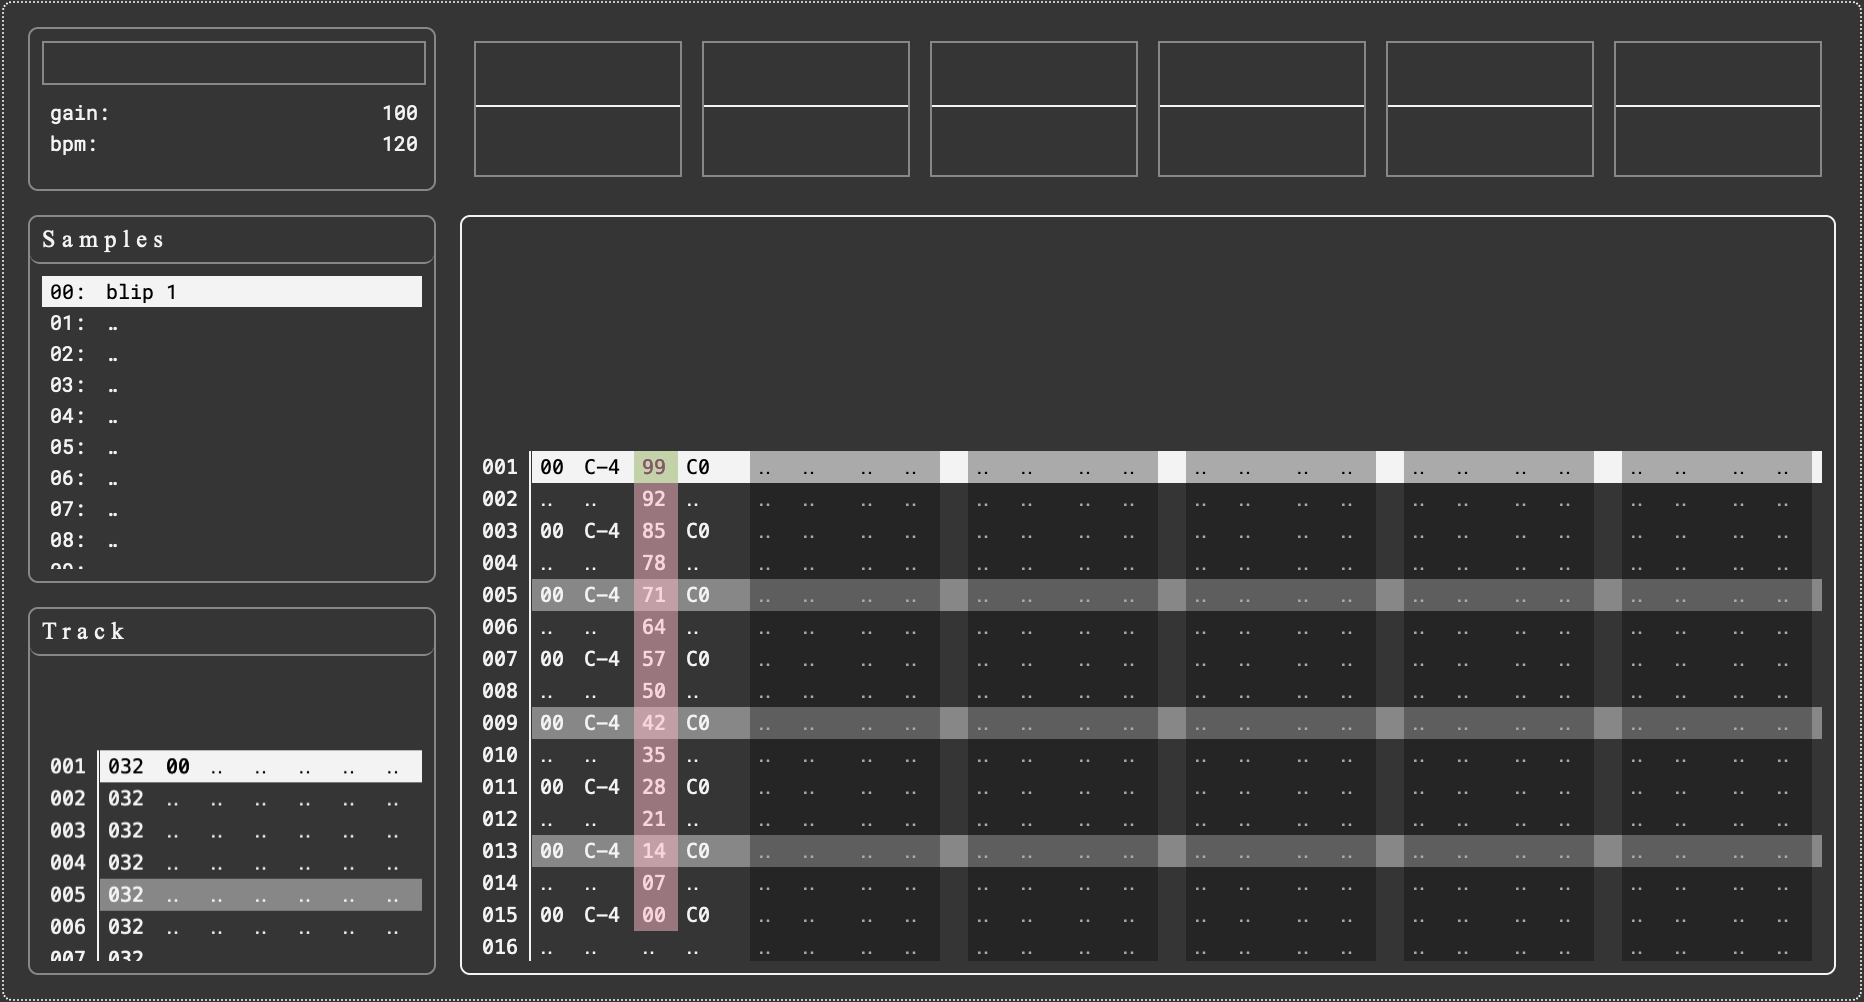 gain: 100
bpm: 120
Samples
00: blip 1
01: ..
02: ..
03: ..
04: ..
05: ..
06: ..
07: ..
08: ..
Track
001 032 00 .. .. .. .. ..
002 032 .. .. .. .. .. ..
003 032 .. .. .. .. .. ..
004 032 .. .. .. .. .. ..
005 032 .. .. .. .. .. ..
006 032 .. .. .. .. .. ..
007 032
001 00 C-4 99 C0 .. .. .. .. .. .. .. .. .. .. .. .. .. .. .. .. .. .. .. ..
002 .. .. 92 .. .. .. .. .. .. .. .. .. .. .. .. .. .. .. .. .. .. .. .. ..
003 00 C-4 85 C0 .. .. .. .. .. .. .. .. .. .. .. .. .. .. .. .. .. .. .. ..
004 .. .. 78 .. .. .. .. .. .. .. .. .. .. .. .. .. .. .. .. .. .. .. .. ..
005 00 C-4 71 C0 .. .. .. .. .. .. .. .. .. .. .. .. .. .. .. .. .. .. .. ..
006 .. .. 64 .. .. .. .. .. .. .. .. .. .. .. .. .. .. .. .. .. .. .. .. ..
007 00 C-4 57 C0 .. .. .. .. .. .. .. .. .. .. .. .. .. .. .. .. .. .. .. ..
008 .. .. 50 .. .. .. .. .. .. .. .. .. .. .. .. .. .. .. .. .. .. .. .. ..
009 00 C-4 42 C0 .. .. .. .. .. .. .. .. .. .. .. .. .. .. .. .. .. .. .. ..
010 .. .. 35 .. .. .. .. .. .. .. .. .. .. .. .. .. .. .. .. .. .. .. .. ..
011 00 C-4 28 C0 .. .. .. .. .. .. .. .. .. .. .. .. .. .. .. .. .. .. .. ..
012 .. .. 21 .. .. .. .. .. .. .. .. .. .. .. .. .. .. .. .. .. .. .. .. ..
013 00 C-4 14 C0 .. .. .. .. .. .. .. .. .. .. .. .. .. .. .. .. .. .. .. ..
014 .. .. 07 .. .. .. .. .. .. .. .. .. .. .. .. .. .. .. .. .. .. .. .. ..
015 00 C-4 00 C0 .. .. .. .. .. .. .. .. .. .. .. .. .. .. .. .. .. .. .. ..
016 .. .. .. .. .. .. .. .. .. .. .. .. .. .. .. .. .. .. .. .. .. .. .. ..